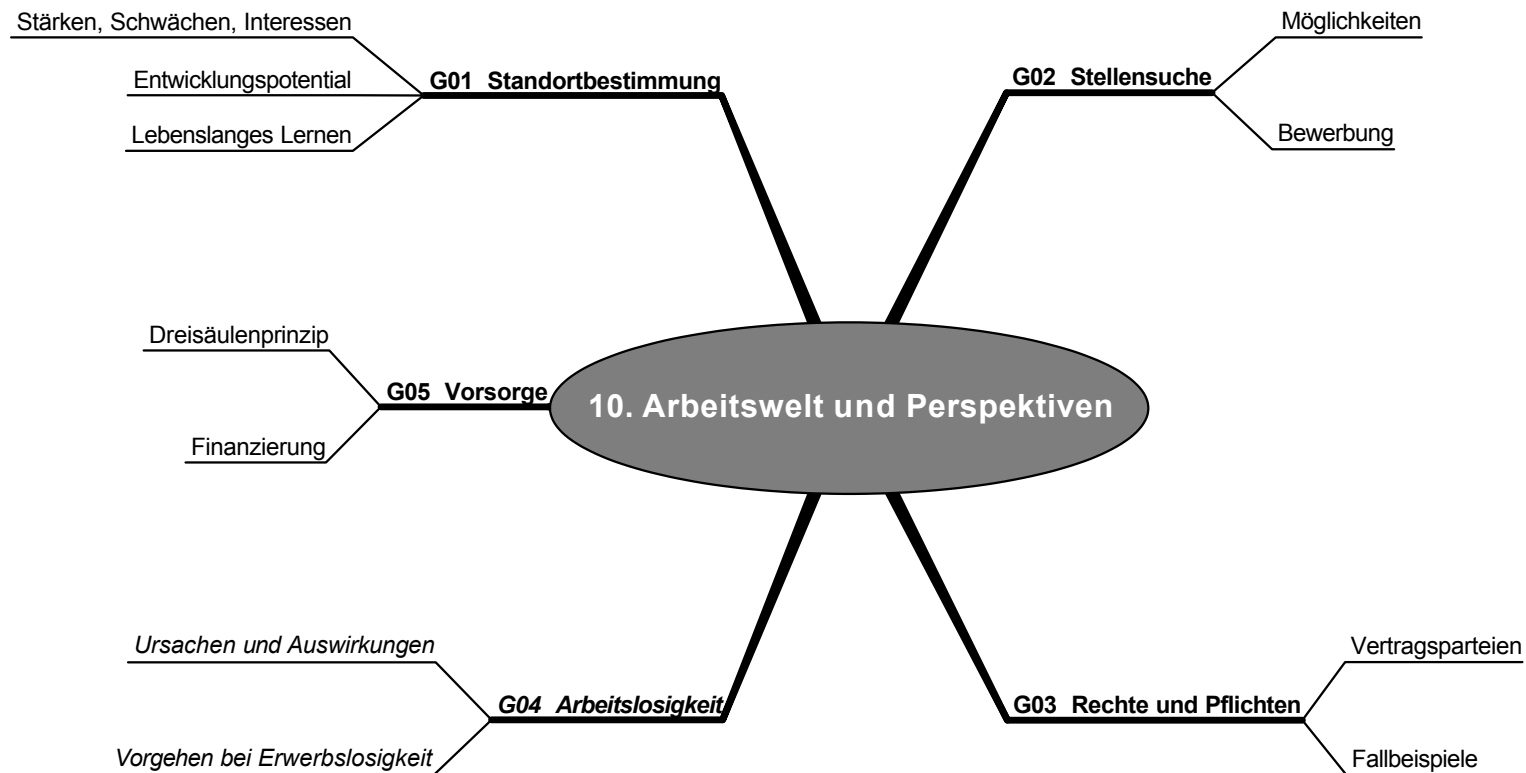 Stärken, Schwächen, Interessen
Entwicklungspotential
Lebenslanges Lernen
G01 Standortbestimmung
G02 Stellensuche
Möglichkeiten
Bewerbung
Dreisäulenprinzip
Finanzierung
G05 Vorsorge
10. Arbeitswelt und Perspektiven
Ursachen und Auswirkungen
Vorgehen bei Erwerbslosigkeit
G04 Arbeitslosigkeit
G03 Rechte und Pflichten
Vertragsparteien
Fallbeispiele